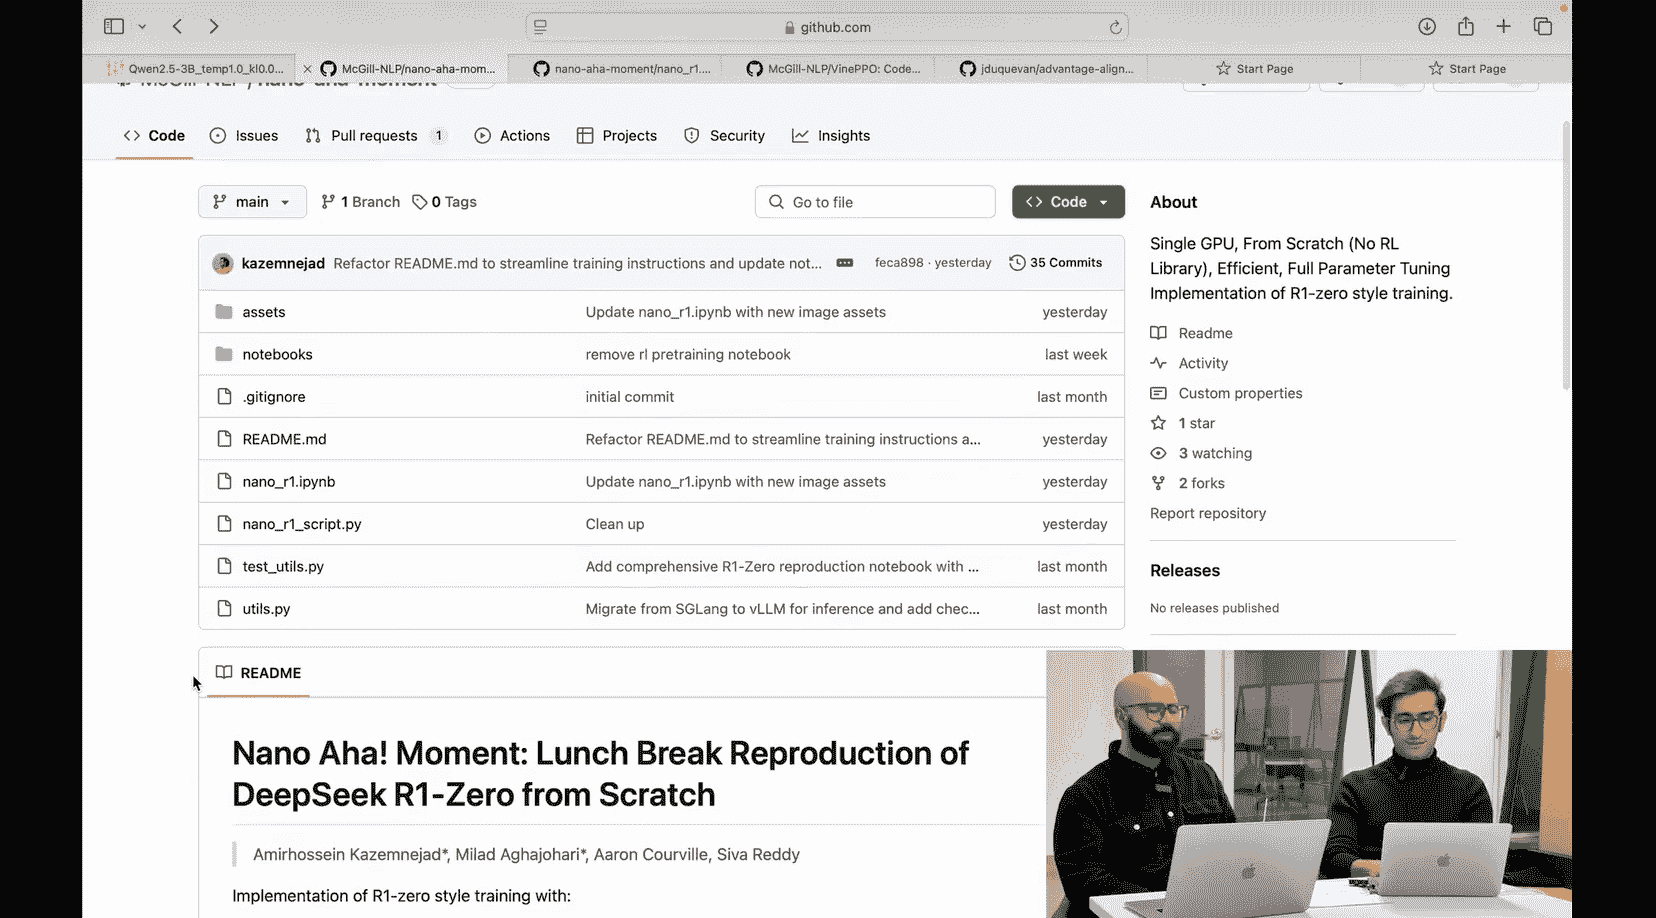 github.com
Qwen2.5-3B_temp1.0_kl0.0...
McGill-NLP/nano-aha-mom...
nano-aha-moment/nano_r1....
McGill-NLP/VinePPO: Code...
jduquevan/advantage-align...
Start Page
Start Page
McGill-NLP / nano-aha-moment
Code
Issues
Pull requests 1
Actions
Projects
Security
Insights
main
1 Branch
0 Tags
Go to file
Code
kazemnejad Refactor README.md to streamline training instructions and update not... feca898 · yesterday 35 Commits
assets Update nano_r1.ipynb with new image assets yesterday
notebooks remove rl pretraining notebook last week
.gitignore initial commit last month
README.md Refactor README.md to streamline training instructions a... yesterday
nano_r1.ipynb Update nano_r1.ipynb with new image assets yesterday
nano_r1_script.py Clean up yesterday
test_utils.py Add comprehensive R1-Zero reproduction notebook with ... last month
utils.py Migrate from SGLang to vLLM for inference and add chec... last month
README
Nano Aha! Moment: Lunch Break Reproduction of
DeepSeek R1-Zero from Scratch
Amirhossein Kazemnejad*, Milad Aghajohari*, Aaron Courville, Siva Reddy
Implementation of R1-zero style training with:
About
Single GPU, From Scratch (No RL
Library), Efficient, Full Parameter Tuning
Implementation of R1-zero style training.
Readme
Activity
Custom properties
1 star
3 watching
2 forks
Report repository
Releases
No releases published